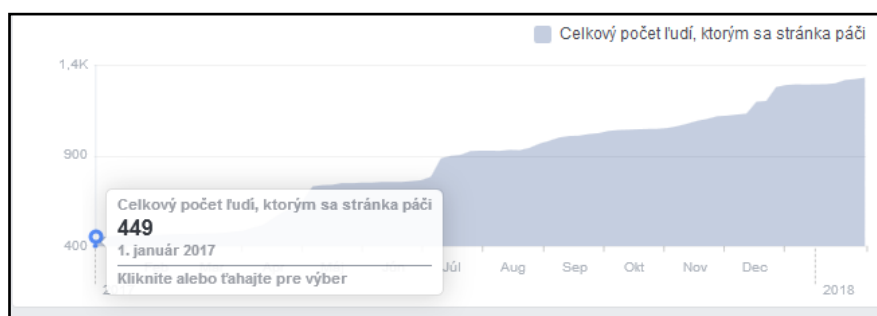 Celkový počet ľudí, ktorým sa stránka páči
1,4K
900
400
Celkový počet ľudí, ktorým sa stránka páči
449
1. január 2017
Kliknite alebo ťahajte pre výber
Júl Aug Sep Okt Nov Dec
2018